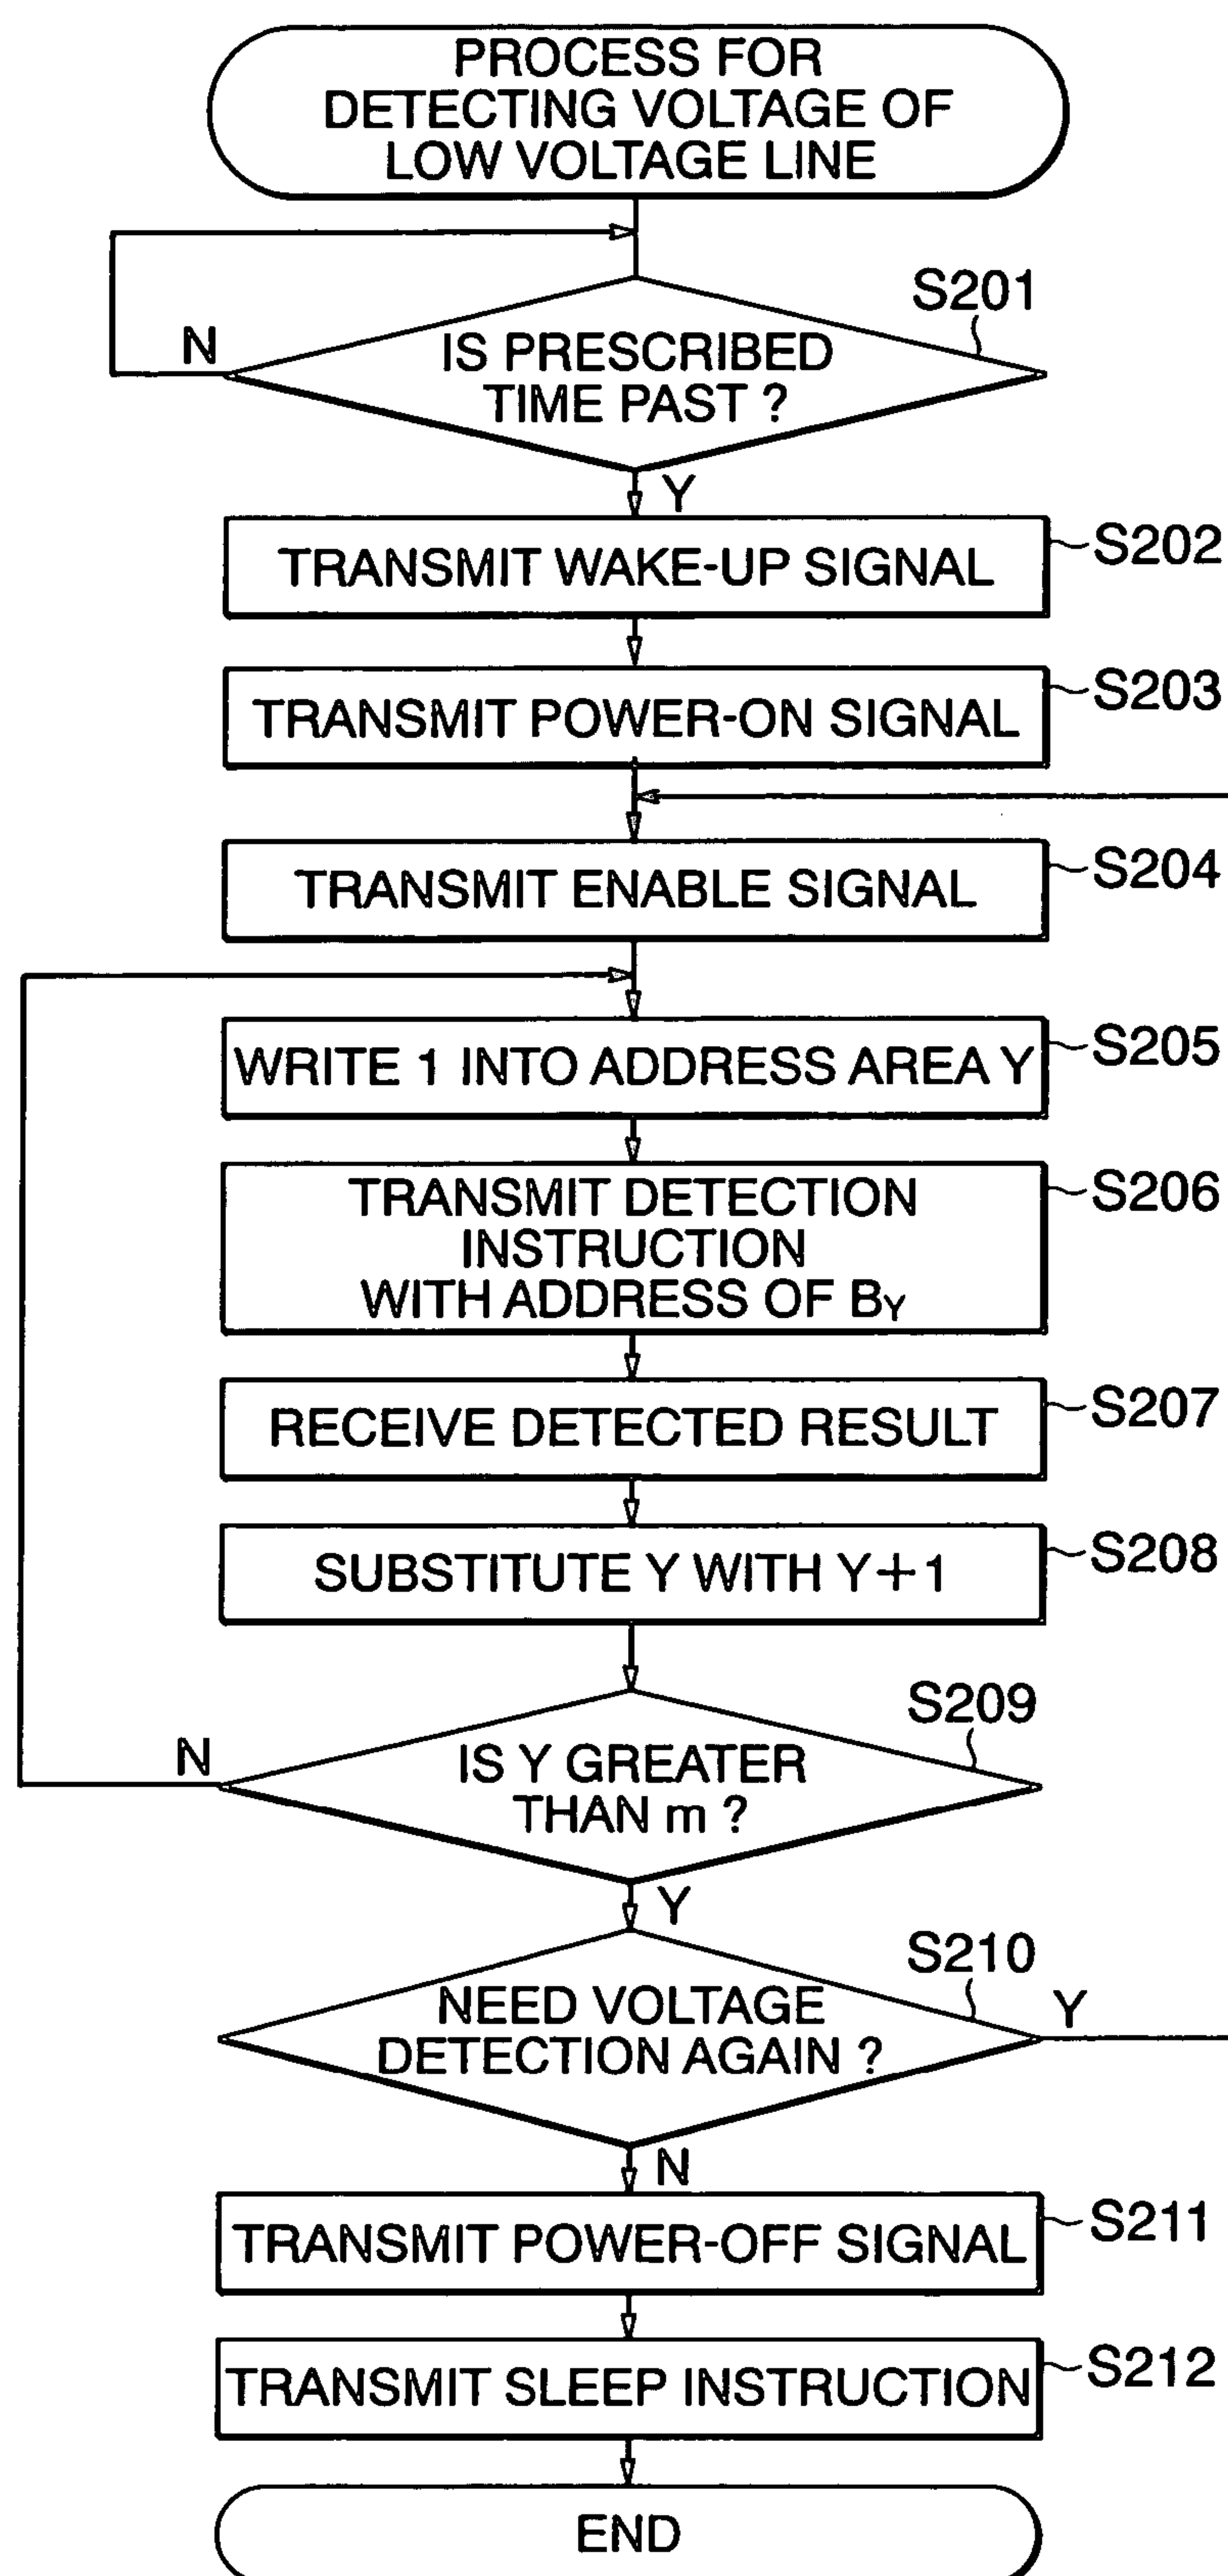 PROCESS FOR
DETECTING VOLTAGE OF
LOW VOLTAGE LINE
S201
N
IS PRESCRIBED
TIME PAST ?
Y
TRANSMIT WAKE-UP SIGNAL
S202
TRANSMIT POWER-ON SIGNAL
S203
TRANSMIT ENABLE SIGNAL
S204
WRITE 1 INTO ADDRESS AREA Y
S205
TRANSMIT DETECTION
INSTRUCTION
WITH ADDRESS OF BY
S206
RECEIVE DETECTED RESULT
S207
SUBSTITUTE Y WITH Y+1
S208
S209
N
IS Y GREATER
THAN m ?
Y
S210
NEED VOLTAGE
DETECTION AGAIN ?
Y
N
TRANSMIT POWER-OFF SIGNAL
S211
TRANSMIT SLEEP INSTRUCTION
S212
END